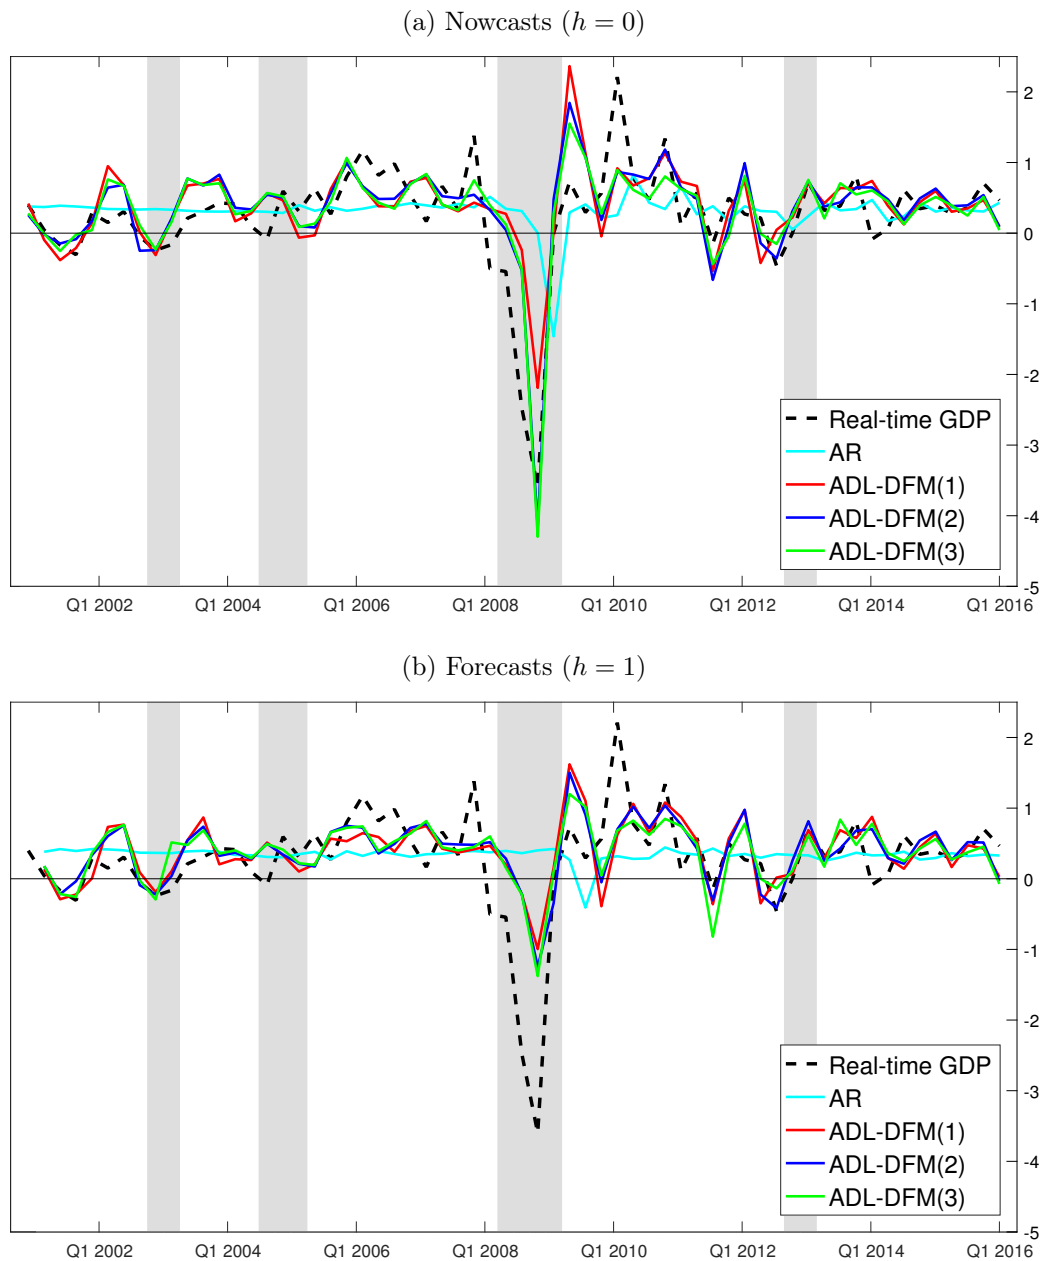 (a) Nowcasts (h = 0)
2
1
0
-1
-2
-3
-4
-5
Real-time GDP
AR
ADL-DFM(1)
ADL-DFM(2)
ADL-DFM(3)
Q1 2002 Q1 2004 Q1 2006 Q1 2008 Q1 2010 Q1 2012 Q1 2014 Q1 2016
(b) Forecasts (h = 1)
2
1
0
-1
-2
-3
-4
-5
Real-time GDP
AR
ADL-DFM(1)
ADL-DFM(2)
ADL-DFM(3)
Q1 2002 Q1 2004 Q1 2006 Q1 2008 Q1 2010 Q1 2012 Q1 2014 Q1 2016